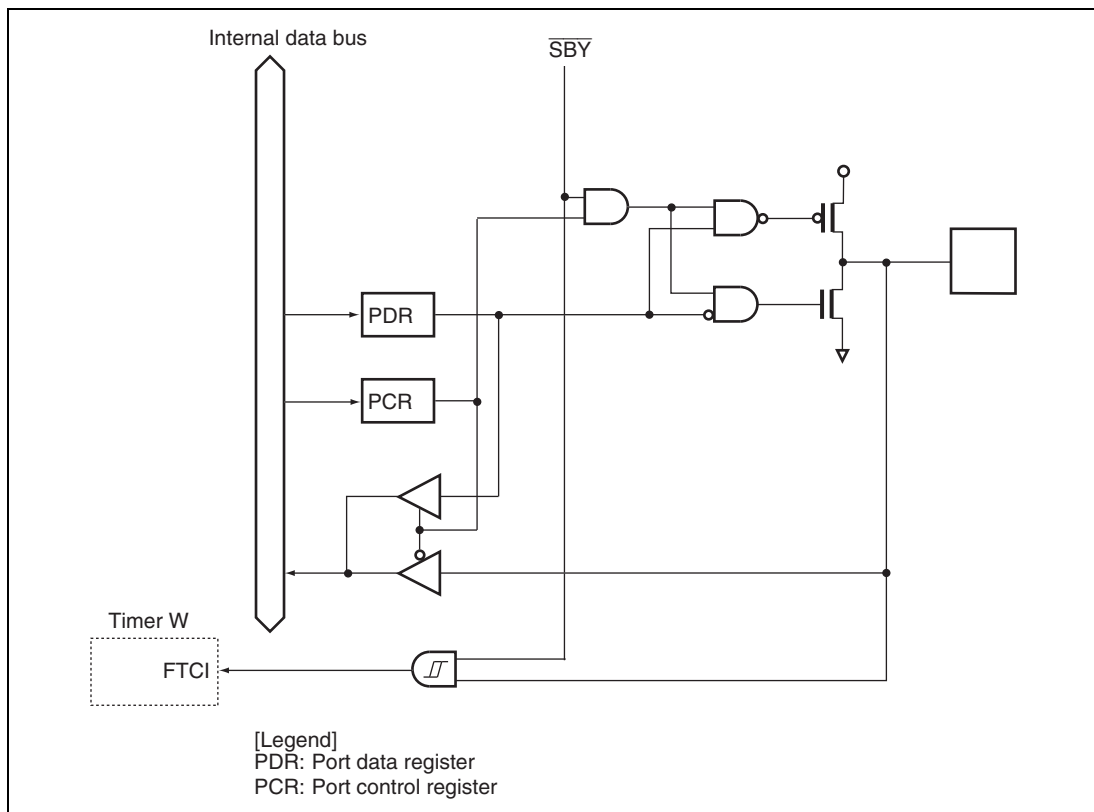 Internal data bus
SBY
PDR
PCR
Timer W
FTCI
[Legend]
PDR: Port data register
PCR: Port control register